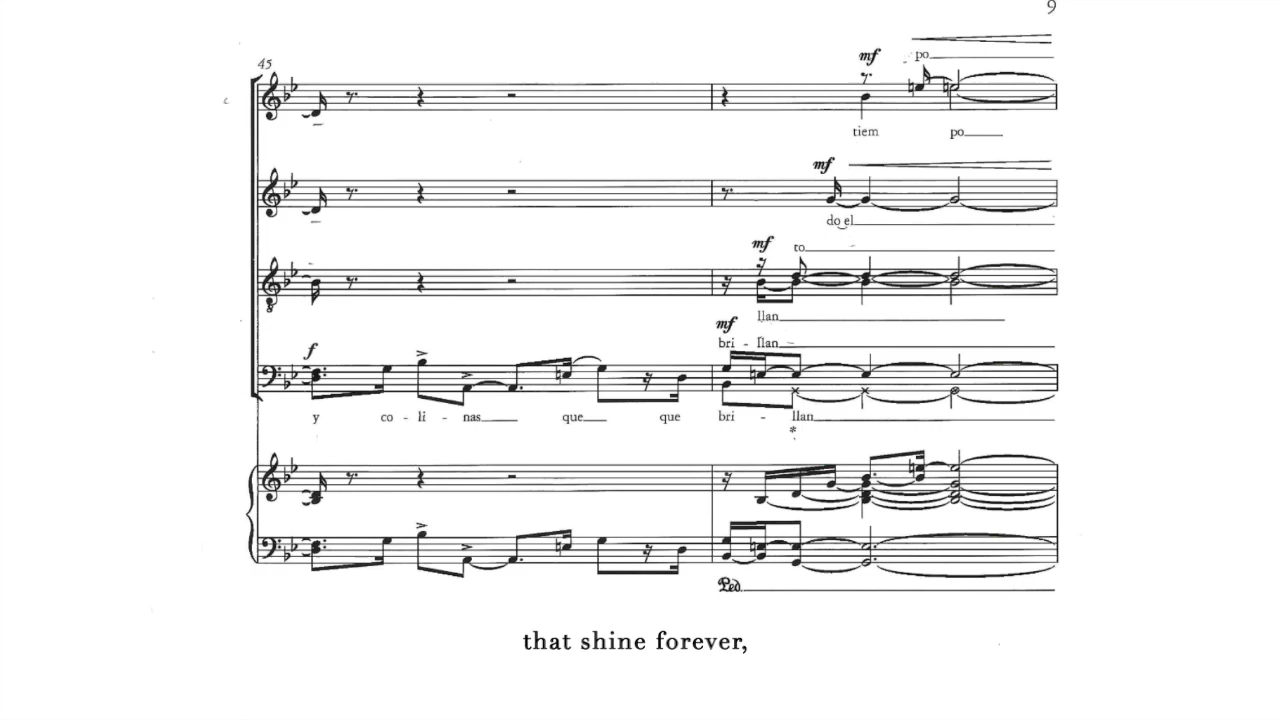 9
45
mf
po
tiem po
mf
do el
mf
to
llan
mf
bri - llan
f
y co - li - nas que que bri - llan
*
Ped.
that shine forever,